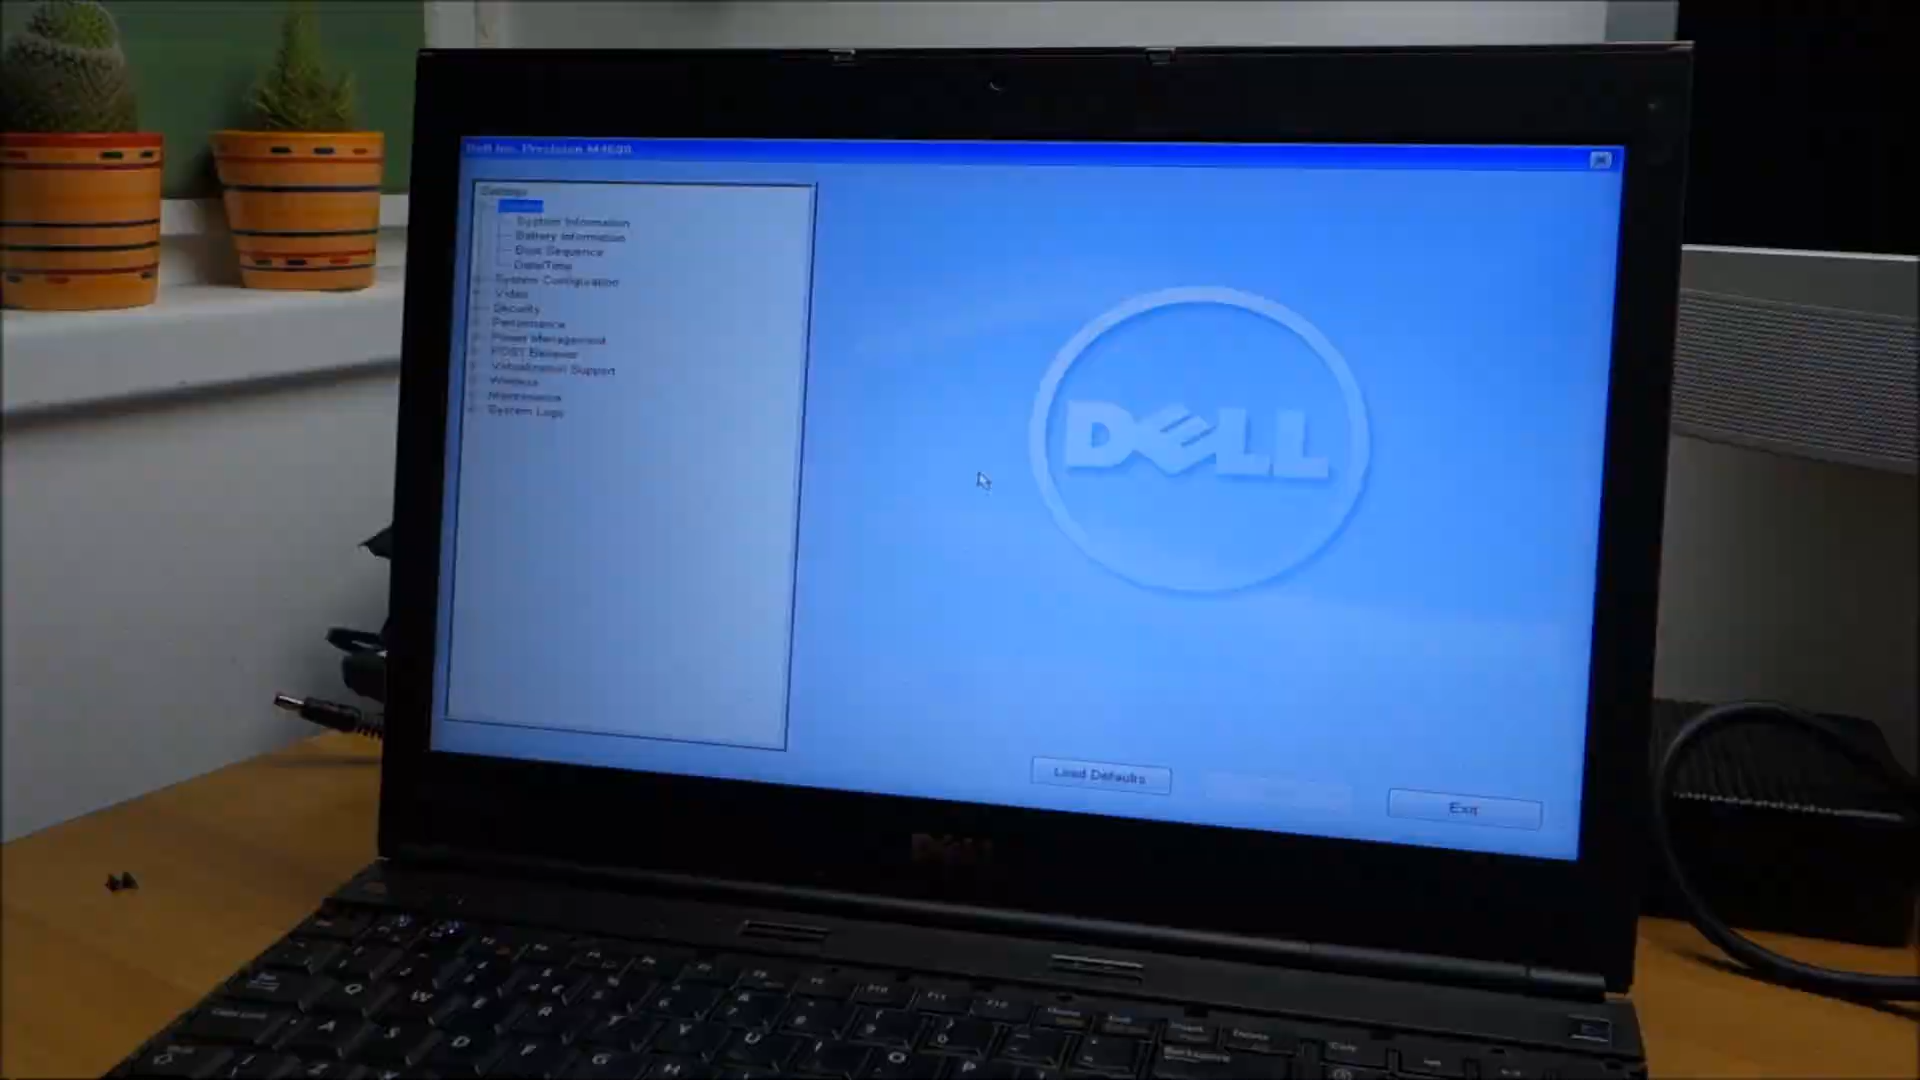 Dell Inc. Precision M4600
Settings
General
System Information
Battery Information
Boot Sequence
Date/Time
System Configuration
Video
Security
Performance
Power Management
POST Behavior
Virtualization Support
Wireless
Maintenance
System Logs
DELL
Load Defaults
Exit
DELL
Q W E R T Y U I O P
A S D F G H